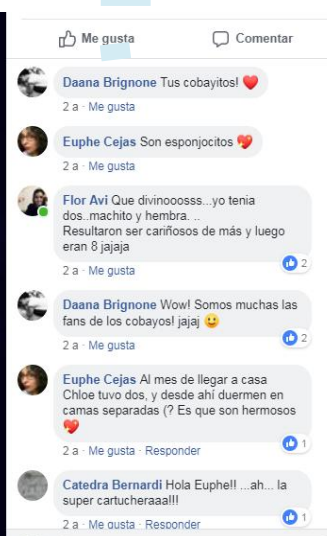 Me gusta Comentar
Daana Brignone Tus cobayitos! ❤️
2 a · Me gusta
Euphe Cejas Son esponjocitos 💖
2 a · Me gusta
Flor Avi Que divinooosss...yo tenia
dos..machito y hembra. ..
Resultaron ser cariñosos de más y luego
eran 8 jajaja
2
2 a · Me gusta
Daana Brignone Wow! Somos muchas las
fans de los cobayos! jajaj 🙂
2
2 a · Me gusta
Euphe Cejas Al mes de llegar a casa
Chloe tuvo dos, y desde ahí duermen en
camas separadas (? Es que son hermosos
💖
1
2 a · Me gusta · Responder
Catedra Bernardi Hola Euphe!! ...ah... la
super cartucheraaa!!!
1
2 a · Me gusta · Responder